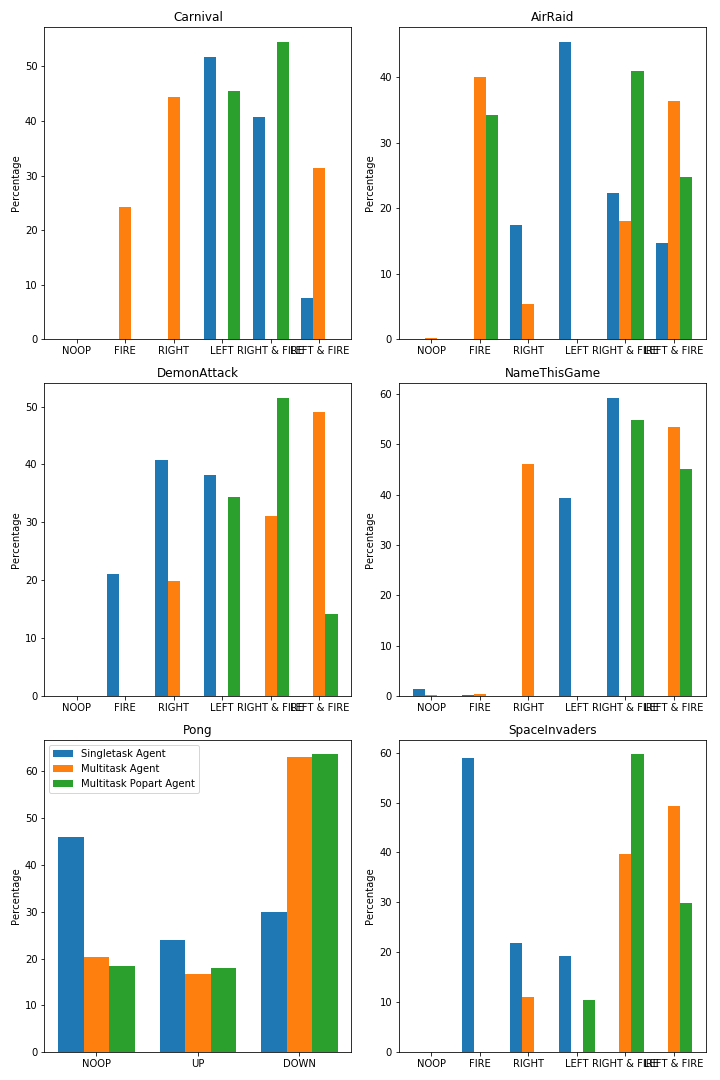 Carnival
Percentage
50
40
30
20
10
0
NOOP FIRE RIGHT LEFT RIGHT & FIRE LEFT & FIRE
AirRaid
Percentage
40
30
20
10
0
NOOP FIRE RIGHT LEFT RIGHT & FIRE LEFT & FIRE
DemonAttack
Percentage
50
40
30
20
10
0
NOOP FIRE RIGHT LEFT RIGHT & FIRE LEFT & FIRE
NameThisGame
Percentage
60
50
40
30
20
10
0
NOOP FIRE RIGHT LEFT RIGHT & FIRE LEFT & FIRE
Pong
Singletask Agent
Multitask Agent
Multitask Popart Agent
Percentage
60
50
40
30
20
10
0
NOOP UP DOWN
SpaceInvaders
Percentage
60
50
40
30
20
10
0
NOOP FIRE RIGHT LEFT RIGHT & FIRE LEFT & FIRE